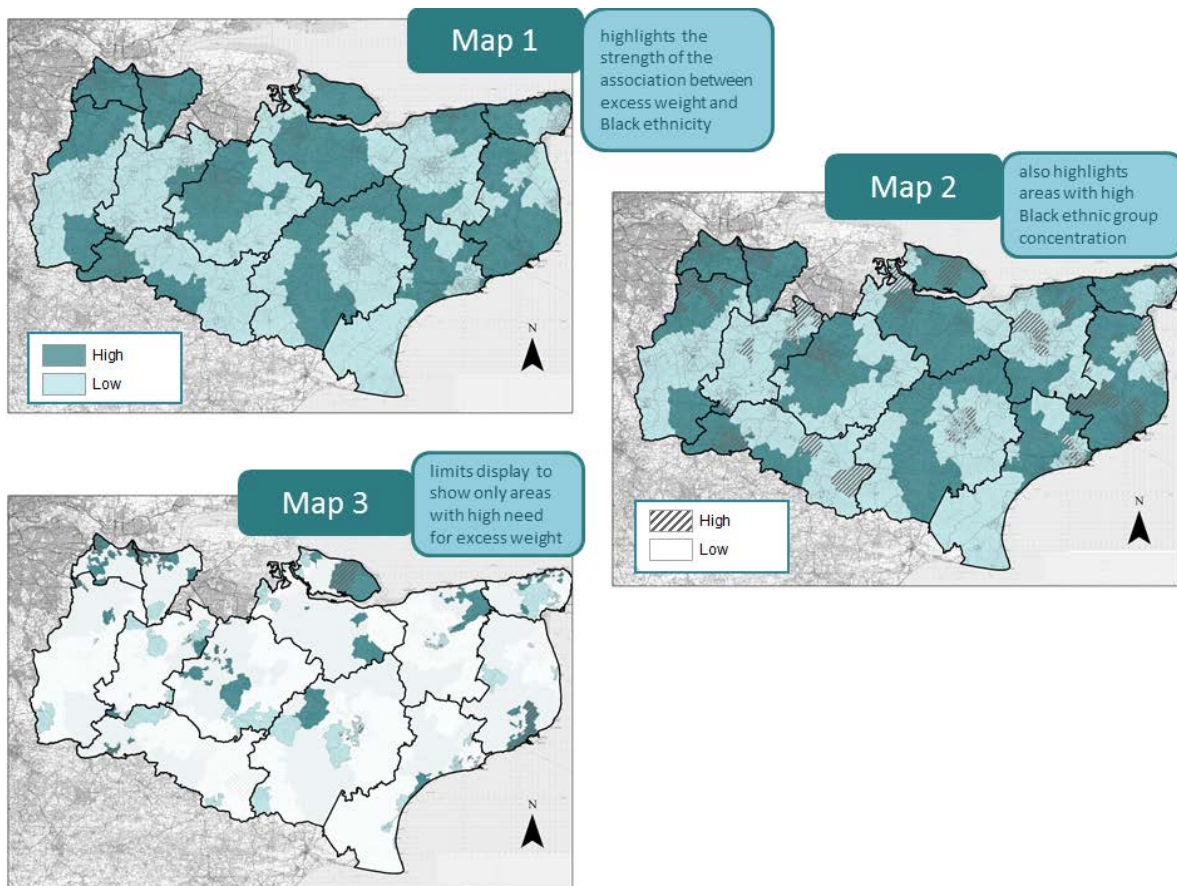 Map 1
highlights the
strength of the
association between
excess weight and
Black ethnicity
N
High
Low
Map 2
also highlights
areas with high
Black ethnic group
concentration
N
High
Low
Map 3
limits display to
show only areas
with high need
for excess weight
N